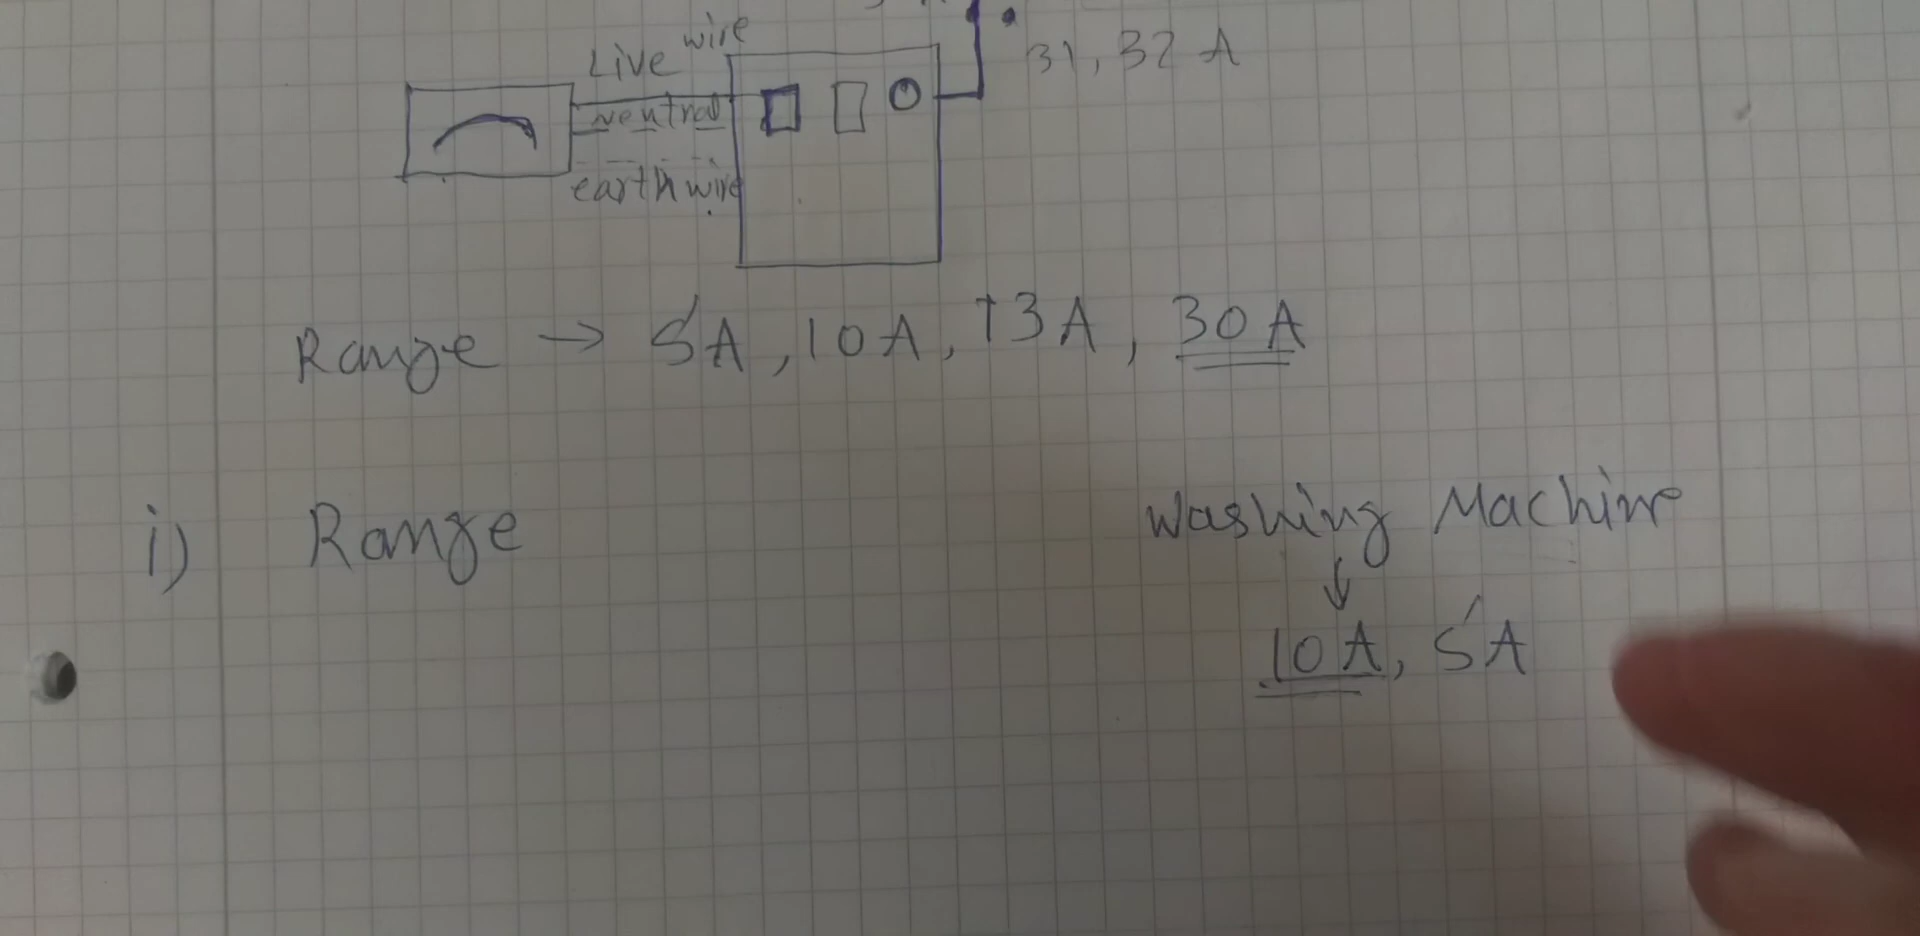 Live wire
31, 32 A
neutral
earth wire
Range → 5A, 10A, 13A, 30A
i) Range
Washing Machine
↓
10A, 5A